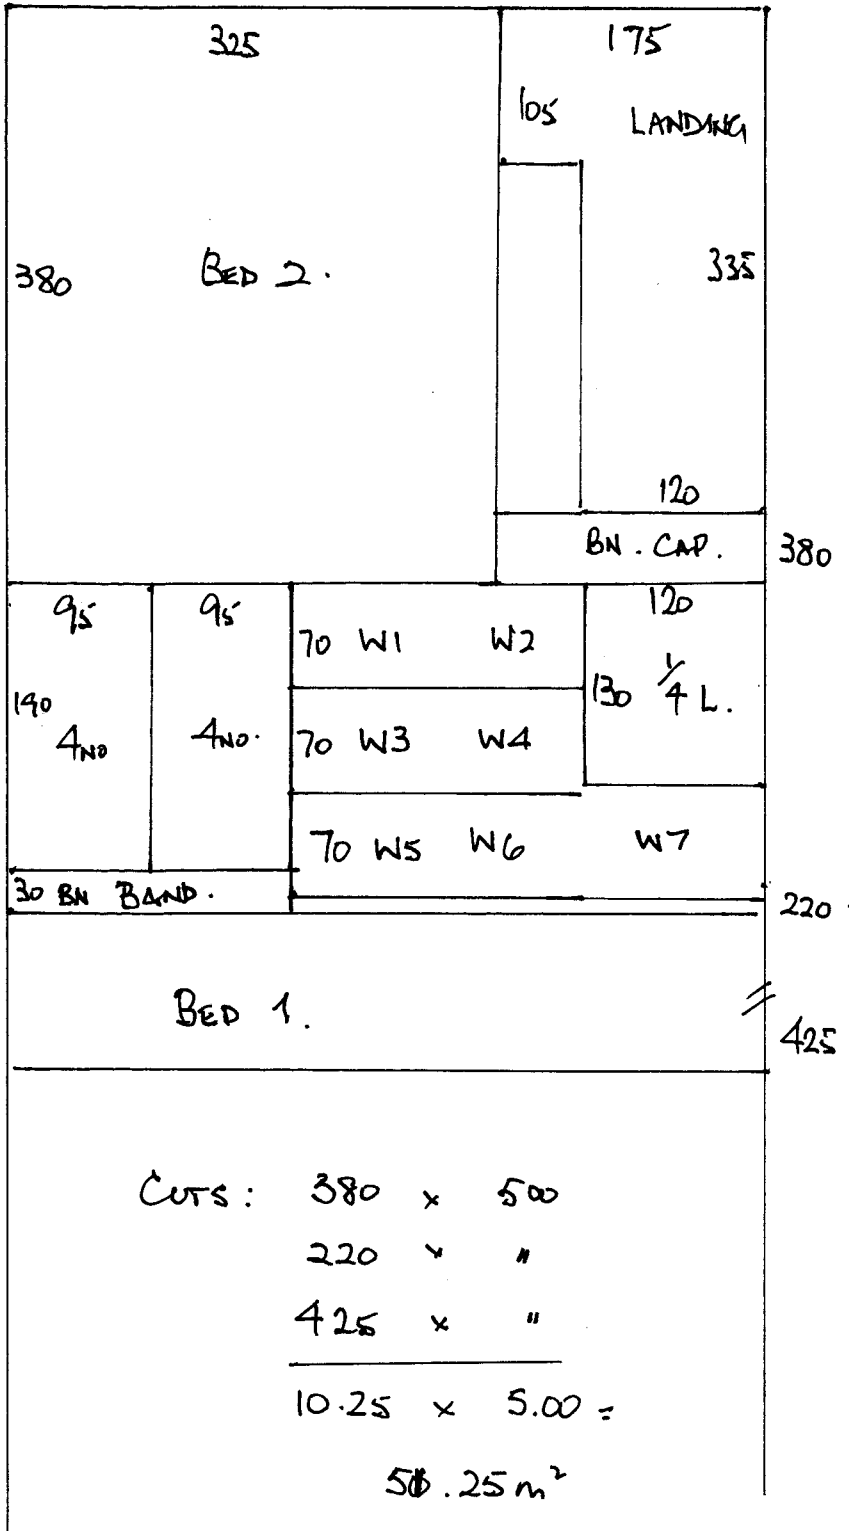 325 175
105 LANDING
380 BED 2. 335
120
BN. CAP. 380
95 95 120
70 W1 W2
190 130 1/4 L.
4NO 4NO. 70 W3 W4
70 W5 W6 W7
30 BN BAND. 220
BED 1.
425
CUTS: 380 x 500
220 x "
425 x "
10.25 x 5.00 =
.25 m²